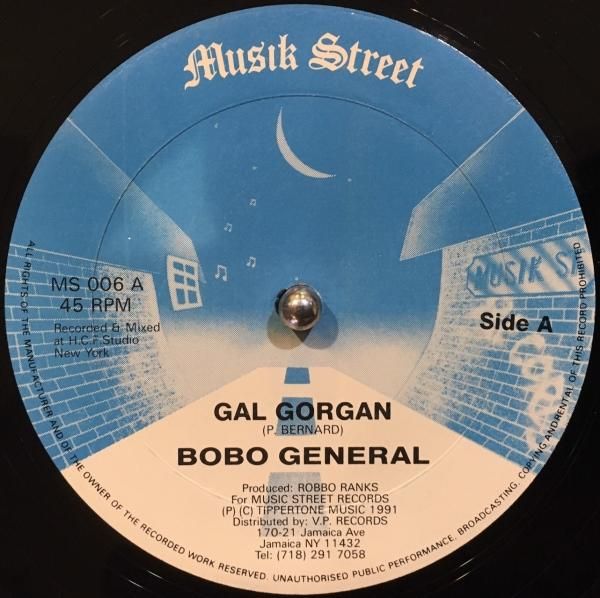 Musik Street
MS 006 A
45 RPM
Recorded & Mixed
at H.C.F Studio
New York
MUSIK S
Side A
GAL GORGAN
(P. BERNARD)
BOBO GENERAL
Produced: ROBBO RANKS
For MUSIC STREET RECORDS
(P) (C) TIPPERTONE MUSIC 1991
Distributed by: V.P. RECORDS
170-21 Jamaica Ave
Jamaica NY 11432
Tel: (718) 291 7058
ALL RIGHTS OF THE MANUFACTURER AND OF THE OWNER OF THE RECORDED WORK RESERVED. UNAUTHORISED PUBLIC PERFORMANCE, BROADCASTING, COPYING ANDRENTAL OF THIS RECORD PROHIBITED